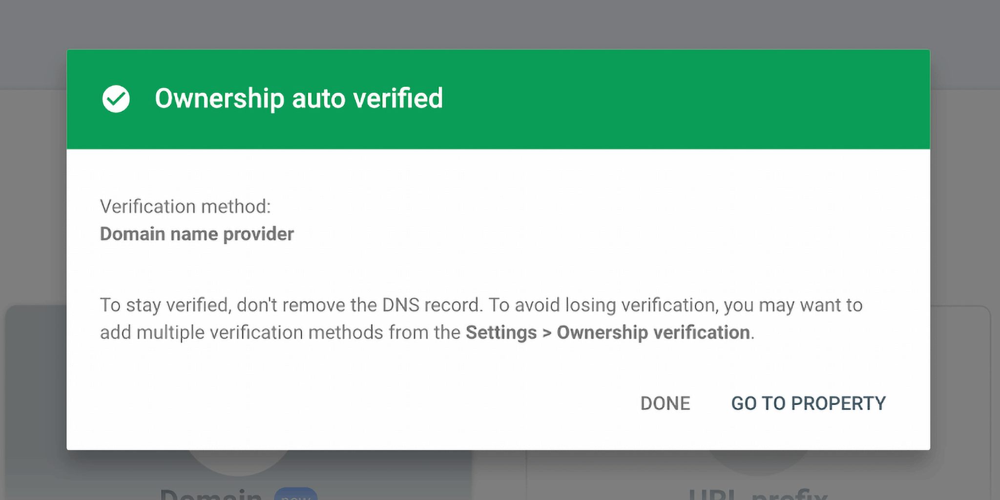 Ownership auto verified
Verification method:
Domain name provider
To stay verified, don't remove the DNS record. To avoid losing verification, you may want to
add multiple verification methods from the Settings > Ownership verification.
DONE GO TO PROPERTY
Domain new URL prefix